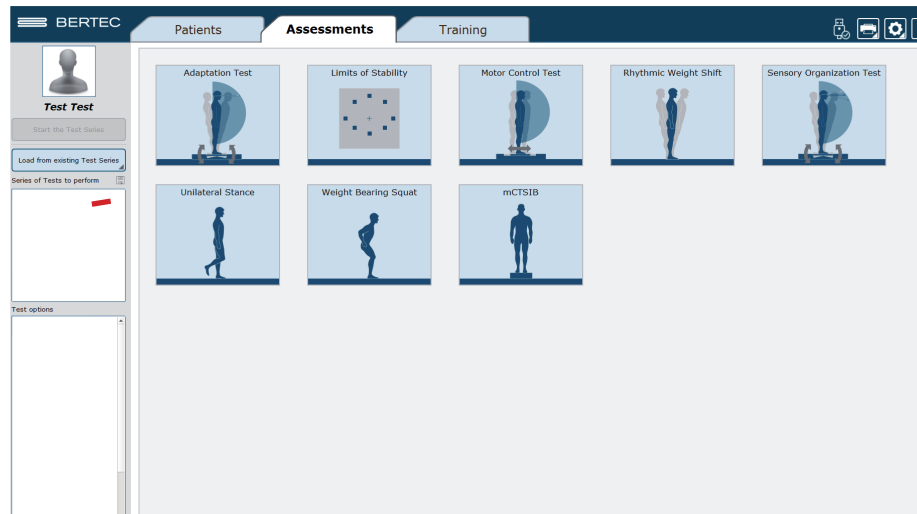 BERTEC
Patients
Assessments
Training
Test Test
Start the Test Series
Load from existing Test Series
Series of Tests to perform
Test options
Adaptation Test
Limits of Stability
Motor Control Test
Rhythmic Weight Shift
Sensory Organization Test
Unilateral Stance
Weight Bearing Squat
mCTSIB